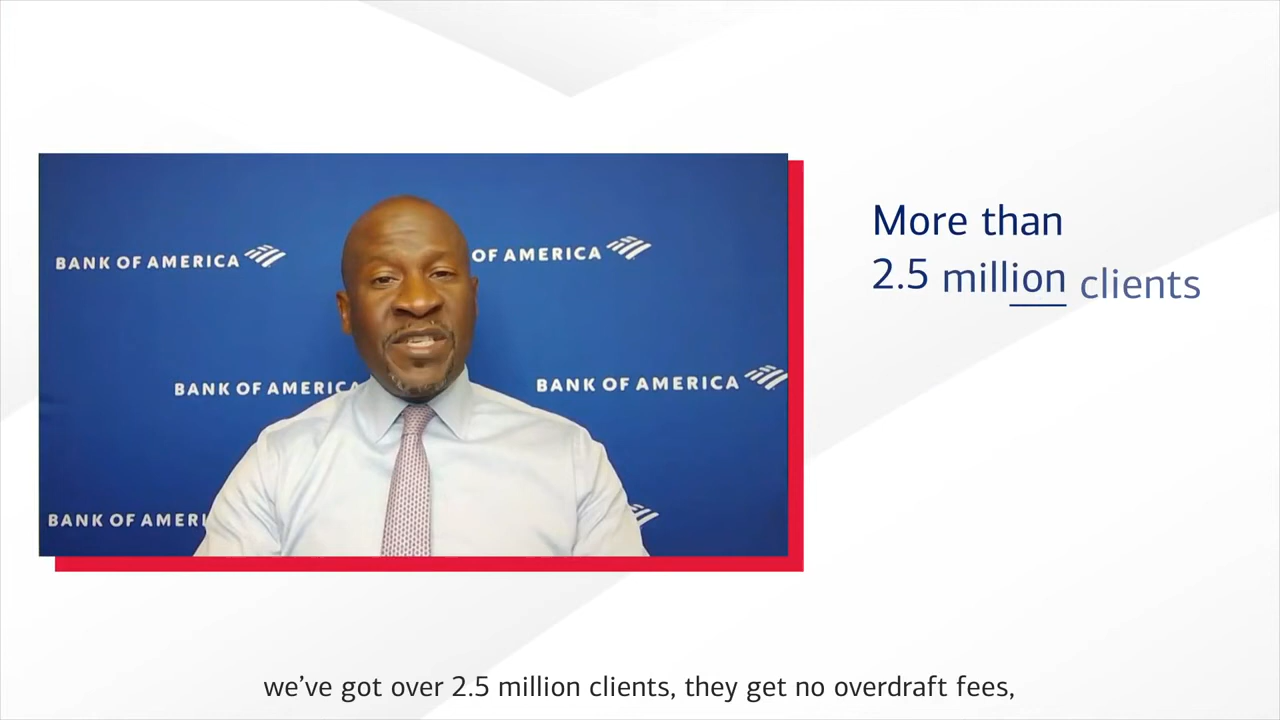 BANK OF AMERICA
OF AMERICA
BANK OF AMERICA
BANK OF AMERICA
BANK OF AMERI
More than
2.5 million clients
we’ve got over 2.5 million clients, they get no overdraft fees,